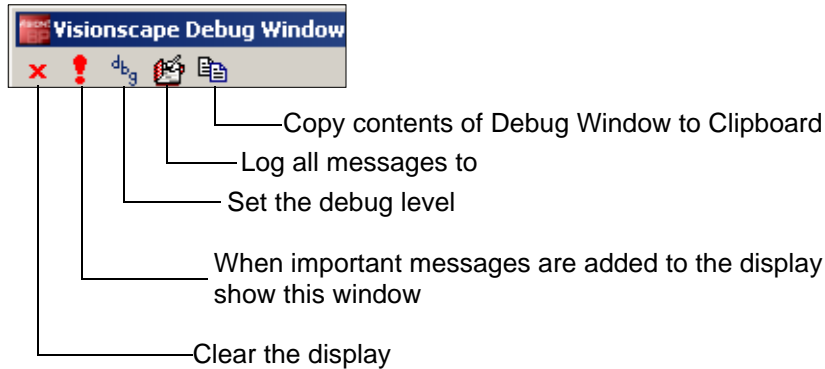 Visionscape Debug Window
dbg
Copy contents of Debug Window to Clipboard
Log all messages to
Set the debug level
When important messages are added to the display
show this window
Clear the display